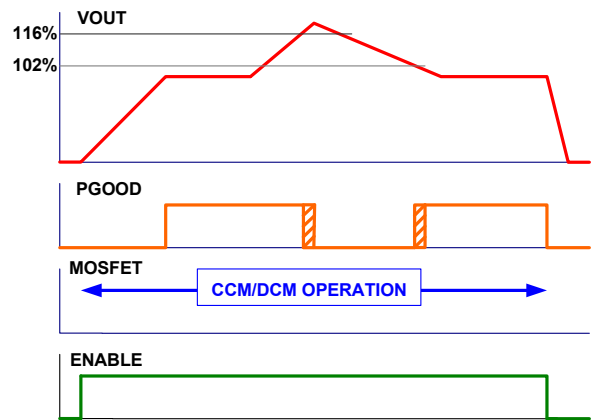 VOUT
116%
102%
PGOOD
MOSFET
CCM/DCM OPERATION
ENABLE